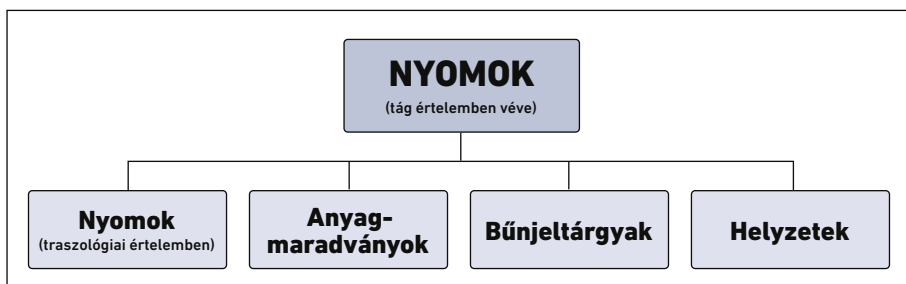 NYOMOK
(tág értelemben véve)
Nyomok
(traszológiai értelemben)
Anyag-
maradványok
Bűnjeltárgyak
Helyzetek